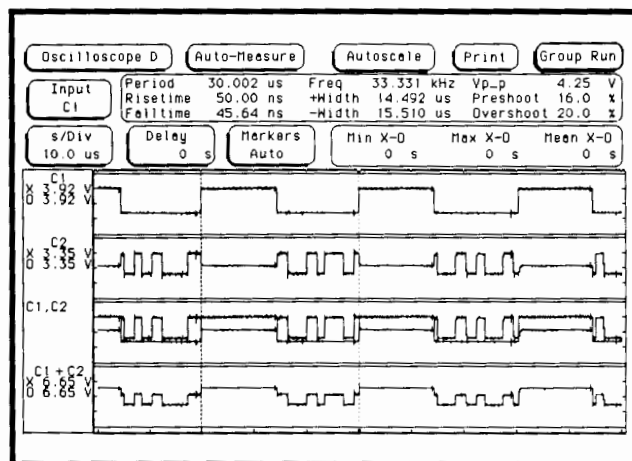 Oscilloscope D Auto-Measure Autoscale Print Group Run
Input
C1
Period 30.002 us Freq 33.331 kHz Vp_p 4.25 V
Risetime 50.00 ns +Width 14.492 us Preshoot 16.0 %
Falltime 45.64 ns -Width 15.510 us Overshoot 20.0 %
s/Div
10.0 us
Delay
0 s
Markers
Auto
Min X-O Max X-O Mean X-O
0 s 0 s 0 s
C1
X 3.92 V
O 3.92 V
C2
X 3.35 V
O 3.35 V
C1,C2
C1+C2
X 6.65 V
O 6.65 V